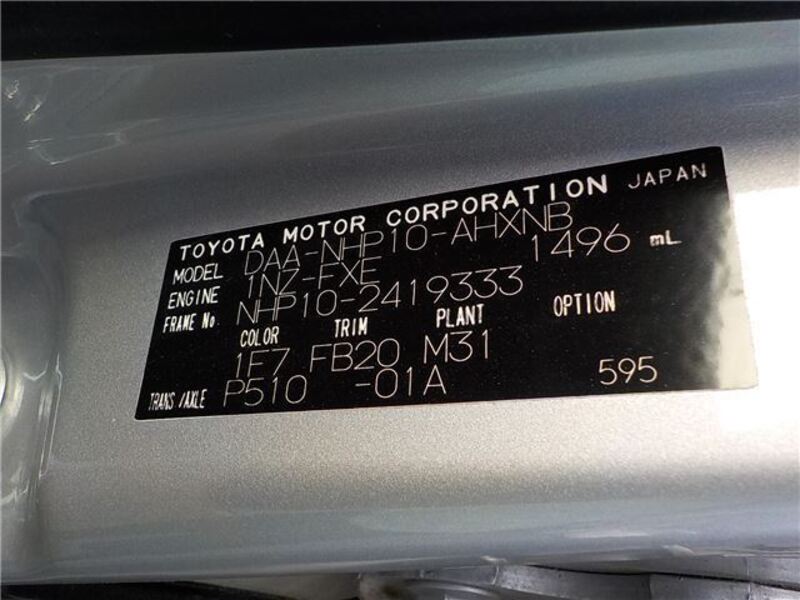 TOYOTA MOTOR CORPORATION JAPAN
MODEL DAA-NHP10-AHXNB
ENGINE 1NZ-FXE 1496 mL
FRAME No NHP10-2419333
COLOR TRIM PLANT OPTION
1F7 FB20 M31
TRANS/AXLE P510 -01A 595